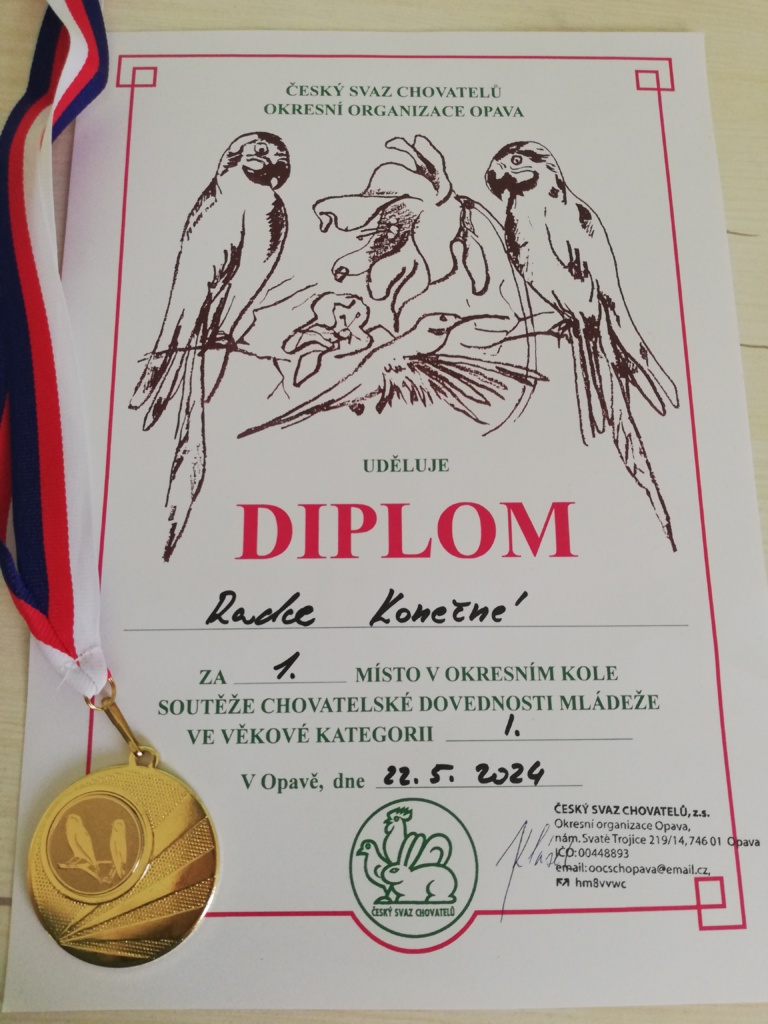 ČESKÝ SVAZ CHOVATELŮ
OKRESNÍ ORGANIZACE OPAVA
UDĚLUJE
DIPLOM
Radce Konečné
ZA 1. MÍSTO V OKRESNÍM KOLE
SOUTĚŽE CHOVATELSKÉ DOVEDNOSTI MLÁDEŽE
VE VĚKOVÉ KATEGORII I.
V Opavě, dne 22.5. 2024
ČESKÝ SVAZ CHOVATELŮ
ČESKÝ SVAZ CHOVATELŮ, z.s.
Okresní organizace Opava,
nám. Svaté Trojice 219/14, 746 01 Opava
IČO: 00448893
email: oocschopava@email.cz,
hm8vvwc